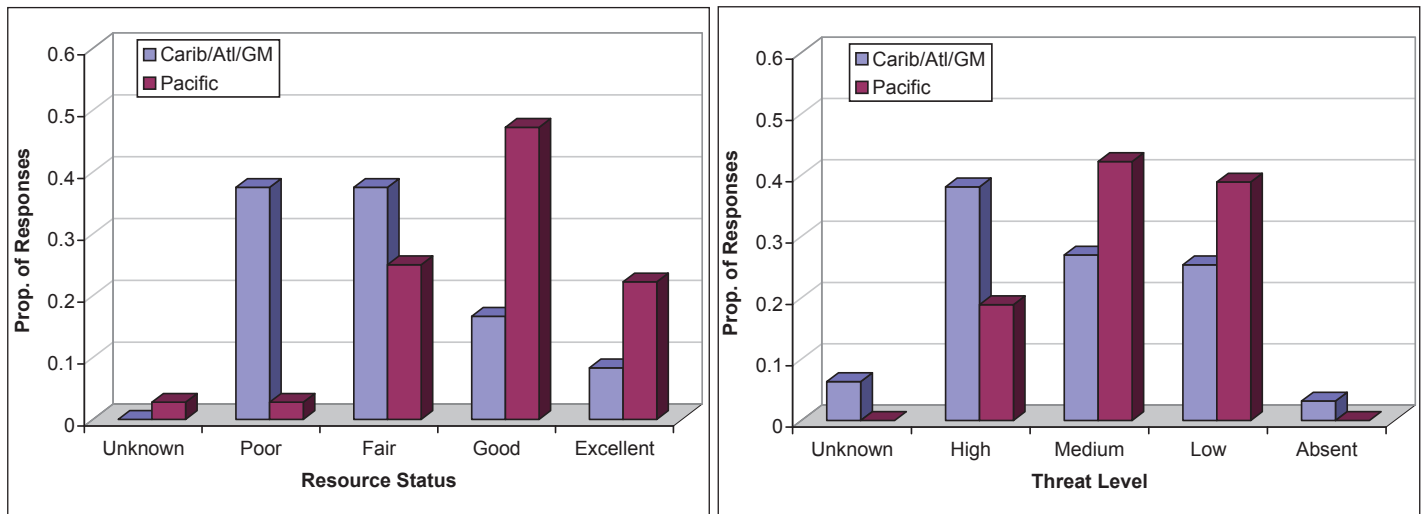 Carib/Atl/GM
Pacific
0.6
0.5
0.4
0.3
0.2
0.1
0
Prop. of Responses
Unknown Poor Fair Good Excellent
Resource Status
Carib/Atl/GM
Pacific
0.6
0.5
0.4
0.3
0.2
0.1
0
Prop. of Responses
Unknown High Medium Low Absent
Threat Level